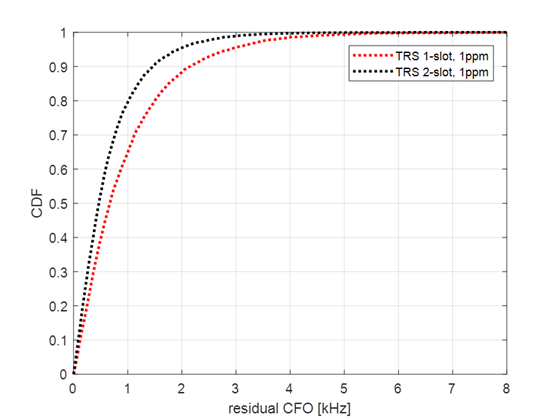 1
0.9
0.8
0.7
0.6
0.5
0.4
0.3
0.2
0.1
0
CDF
TRS 1-slot, 1ppm
TRS 2-slot, 1ppm
0 1 2 3 4 5 6 7 8
residual CFO [kHz]